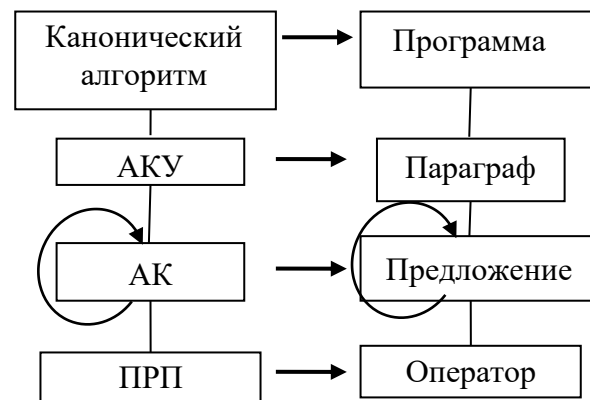 Канонический
алгоритм
Программа
АКУ
Параграф
АК
Предложение
ПРП
Оператор